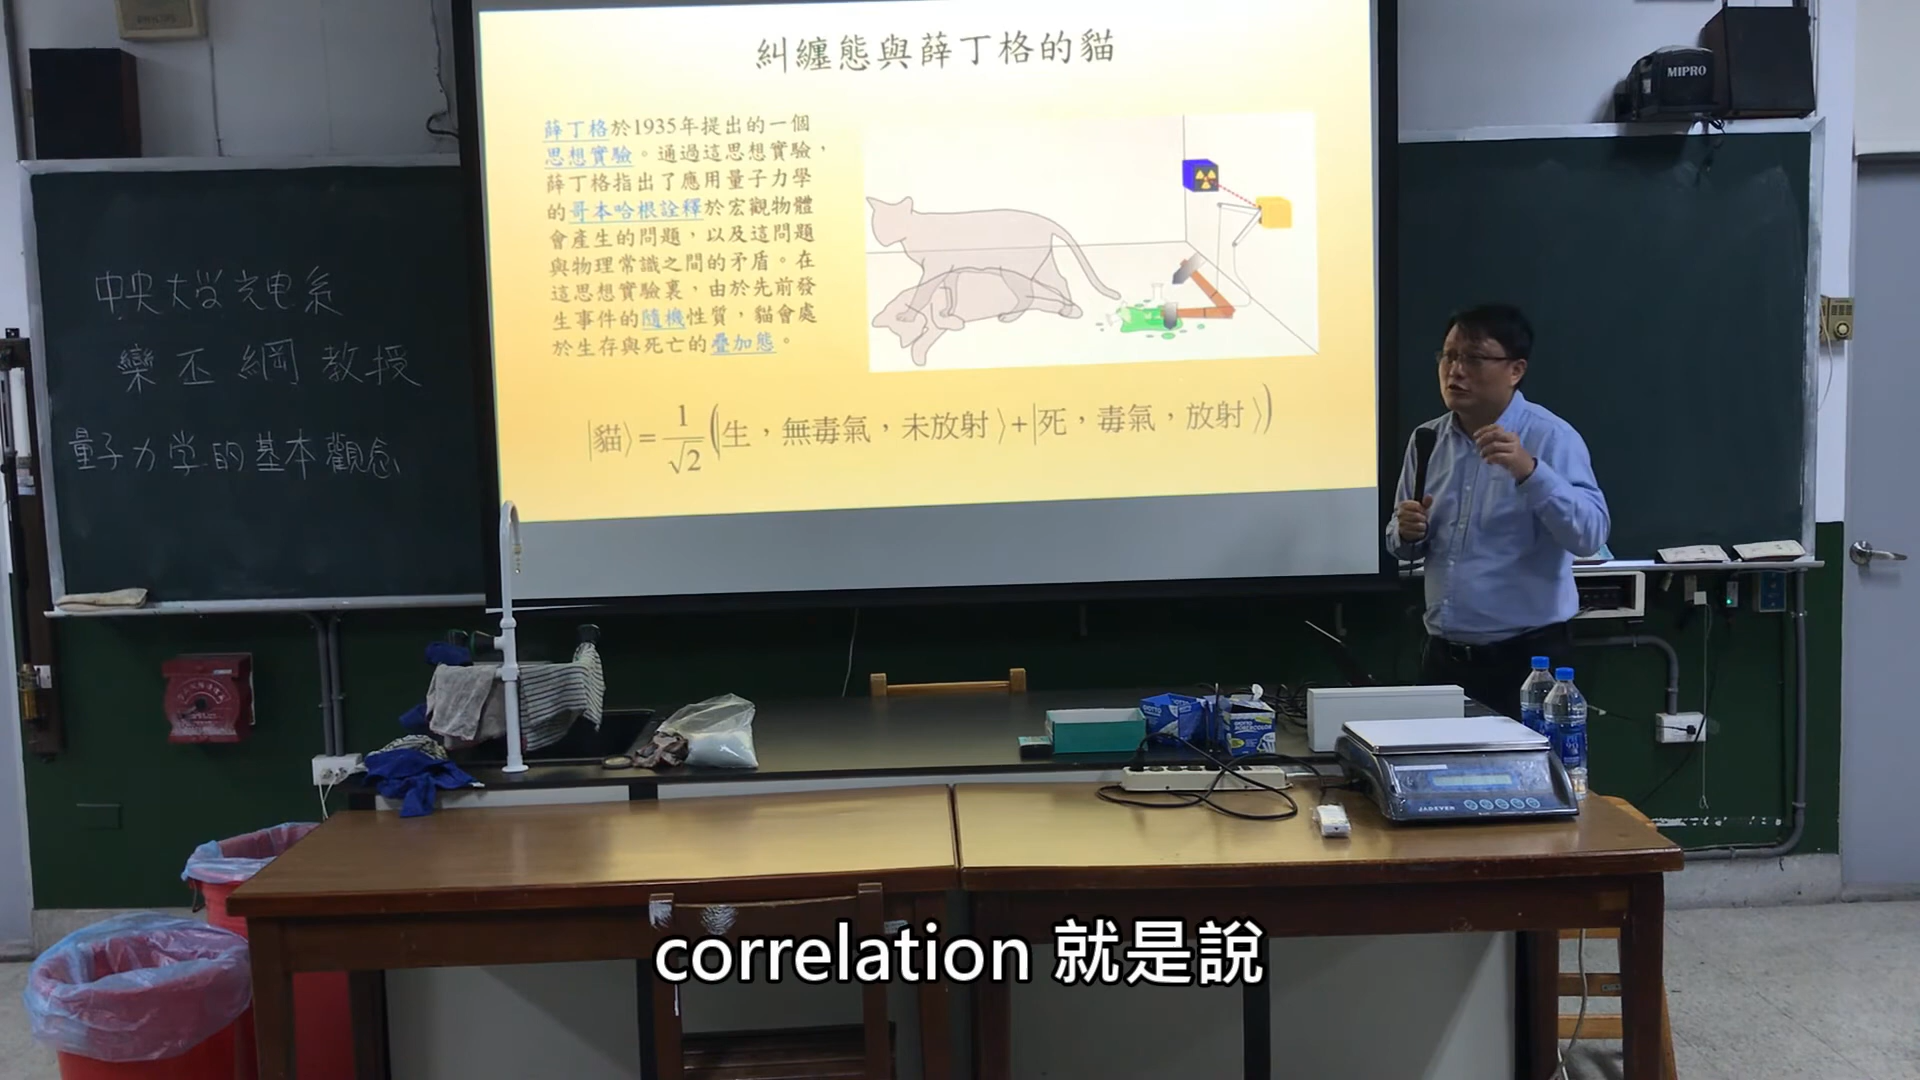 糾纏態與薛丁格的貓
薛丁格於1935年提出的一個
思想實驗。通過這思想實驗，
薛丁格指出了應用量子力學
的哥本哈根詮釋於宏觀物體
會產生的問題，以及這問題
與物理常識之間的矛盾。在
這思想實驗裏，由於先前發
生事件的隨機性質，貓會處
於生存與死亡的疊加態。
|貓⟩=1/√2(|生，無毒氣，未放射⟩+|死，毒氣，放射⟩)
中央大学光电系
欒丕綱教授
量子力学的基本觀念
MIPRO
JADEVER
correlation 就是說